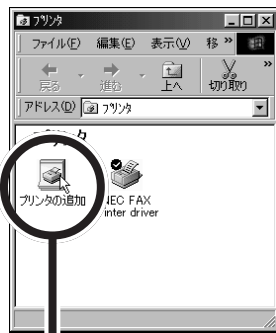 プリンタ
ファイル(F) 編集(E) 表示(V) 移 »
戻る 進む 上へ 切り取り »
アドレス(D) プリンタ
プリンタの追加
NEC FAX
inter driver